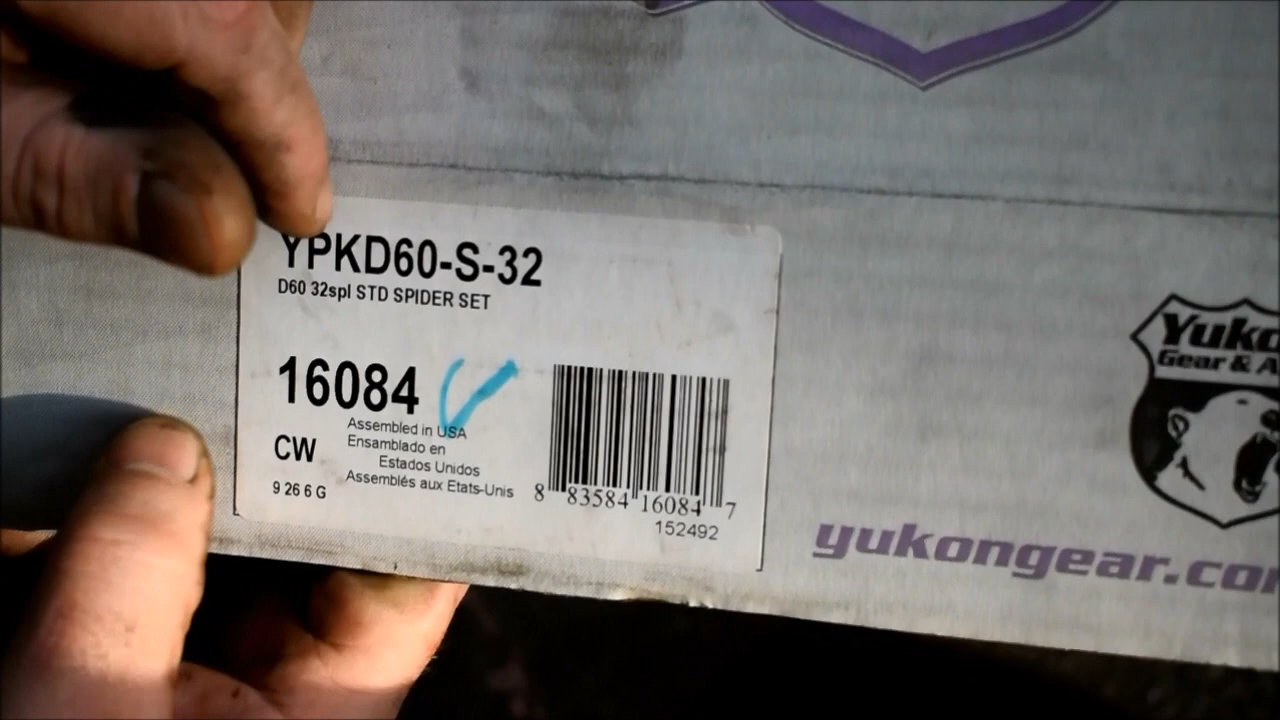 YPKD60-S-32
D60 32spl STD SPIDER SET
16084
Assembled in USA
Ensamblado en
Estados Unidos
Assemblés aux Etats-Unis
CW
9 26 6 G
8 83584 16084 7
152492
Yuko
Gear & A
yukongear.co